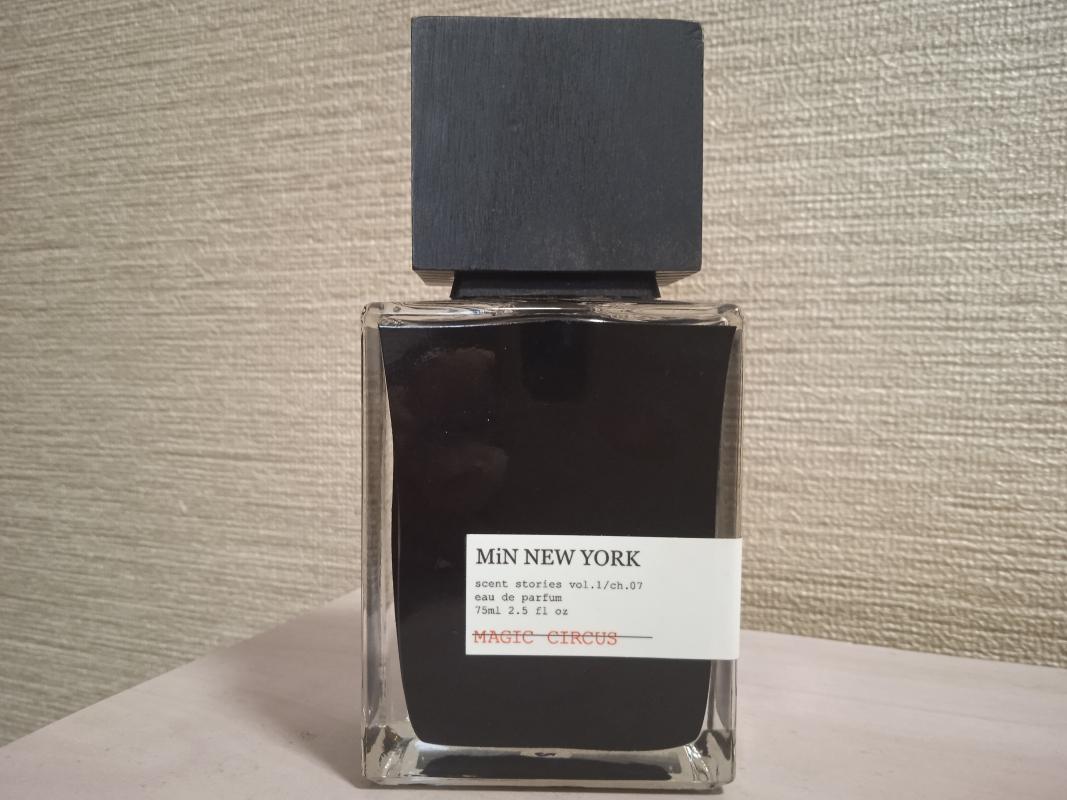 MiN NEW YORK
scent stories vol.1/ch.07
eau de parfum
75ml 2.5 fl oz
MAGIC CIRCUS